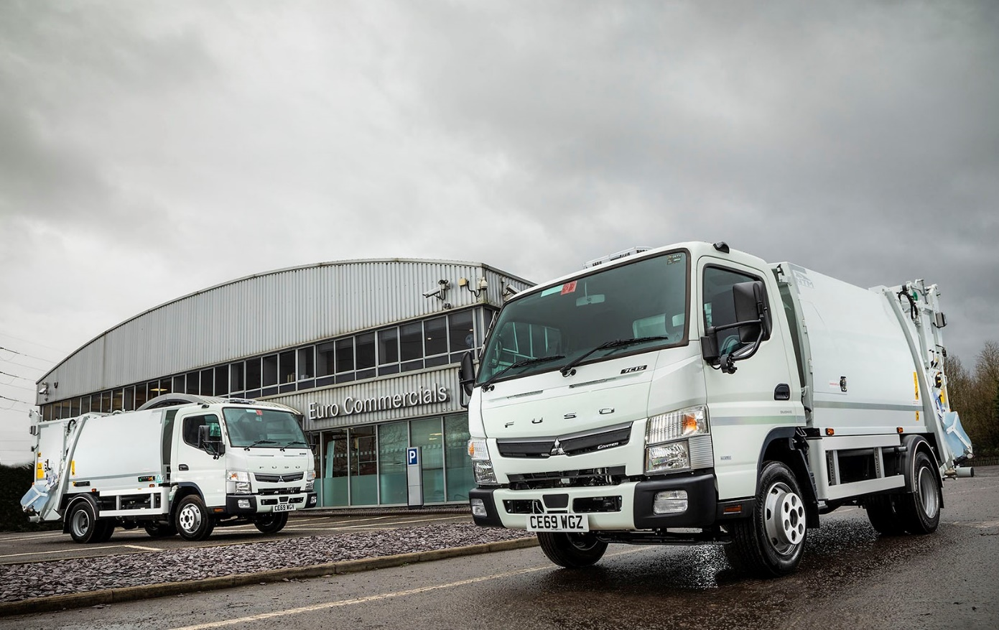 Euro Commercials
P
7C15
FUSO
CANTER
CE69 WGZ
FUSO
CE69 WGV